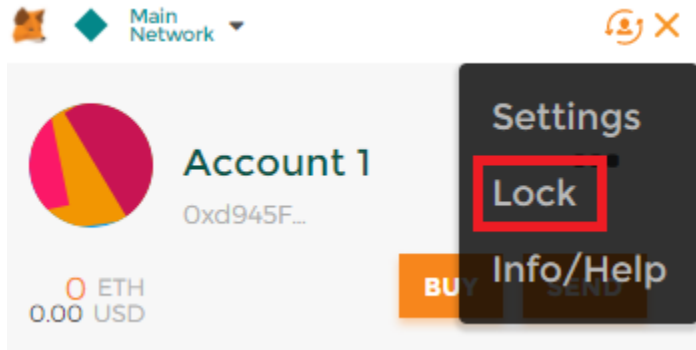 Main
Network
Settings
Account 1
Lock
0xd945F...
Info/Help
0 ETH
BUY
SEND
0.00 USD